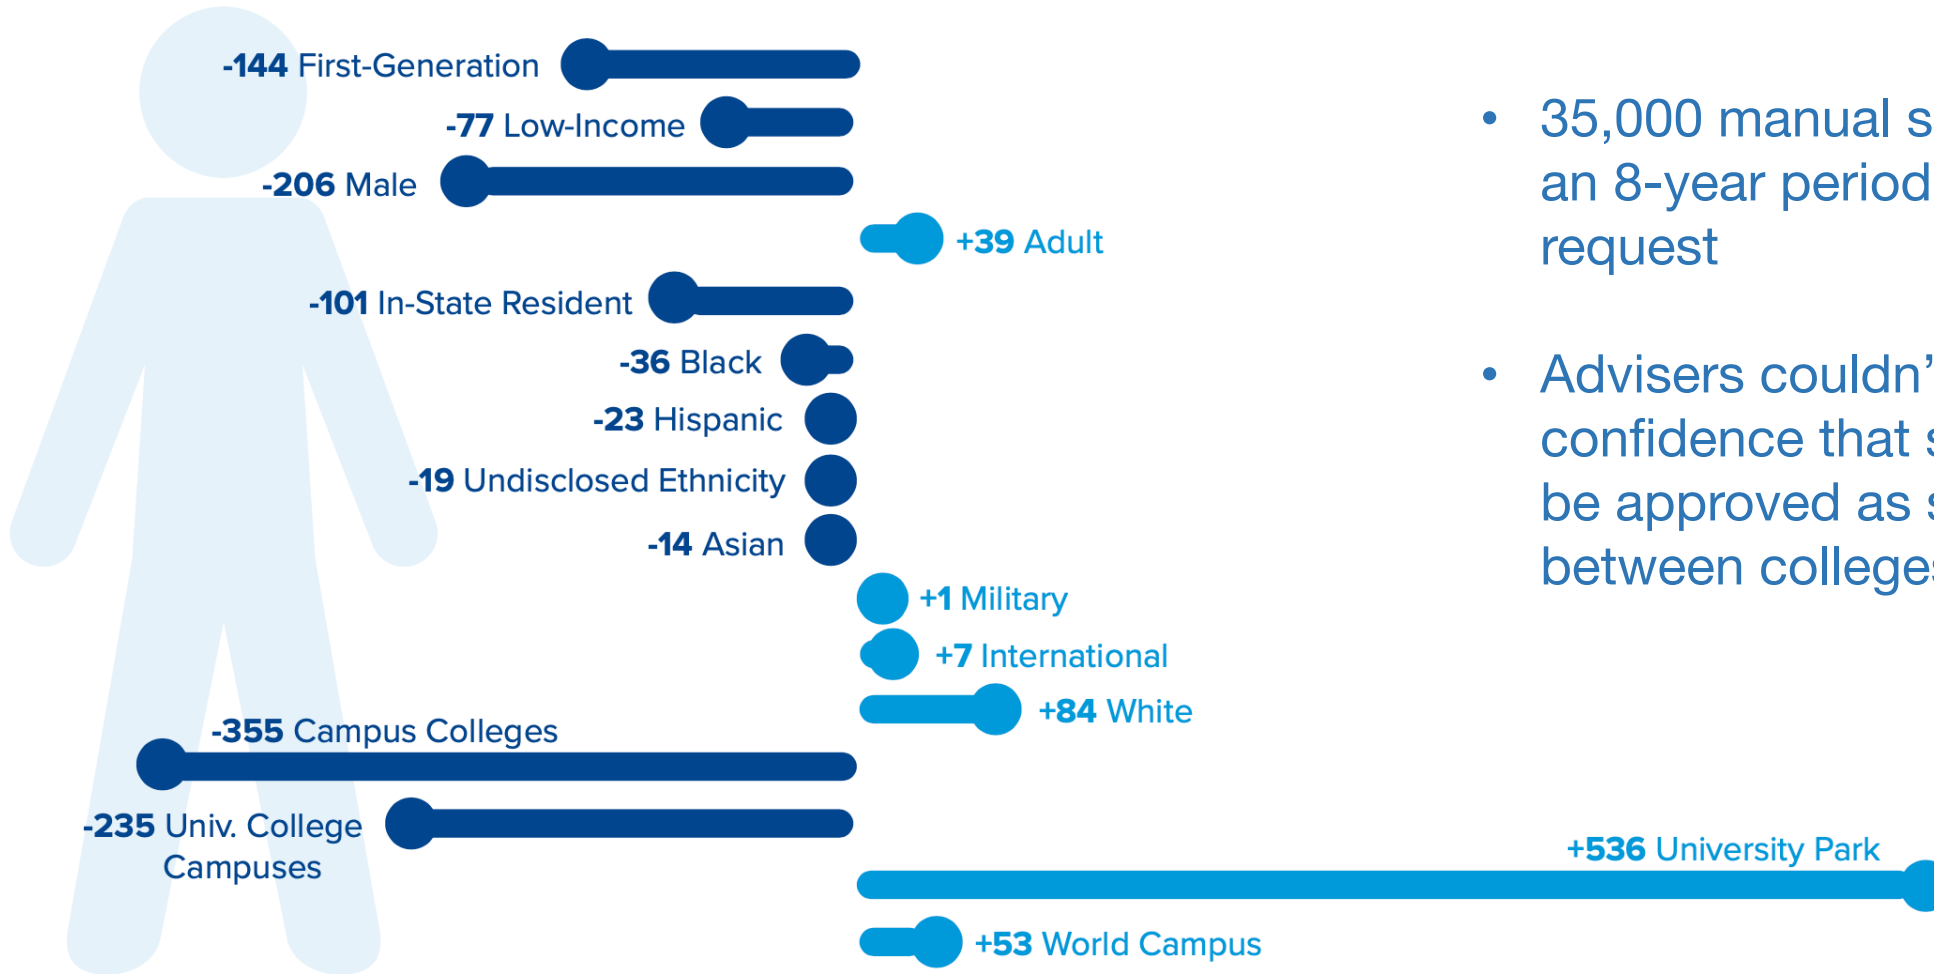 -144 First-Generation
-77 Low-Income
-206 Male
+39 Adult
-101 In-State Resident
-36 Black
-23 Hispanic
-19 Undisclosed Ethnicity
-14 Asian
+1 Military
+7 International
+84 White
-355 Campus Colleges
-235 Univ. College
Campuses
+536 University Park
+53 World Campus
• 35,000 manual
an 8-year period
request
• Advisers couldn’
confidence that
be approved as
between colleges